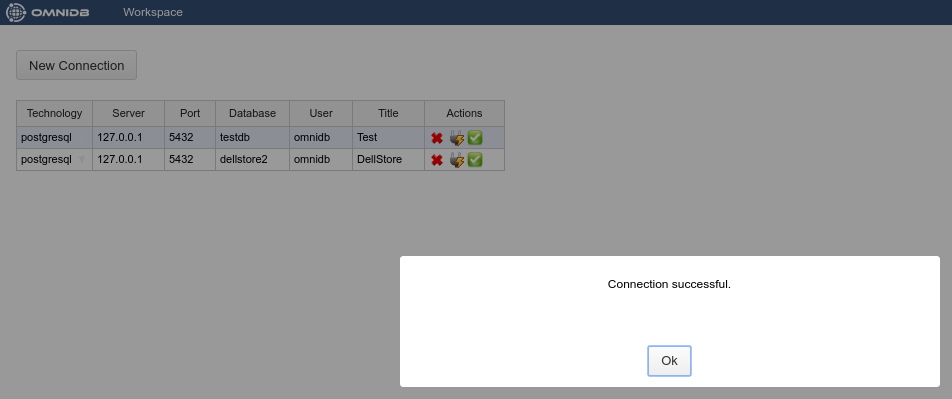 OMNIDB Workspace
New Connection
Technology Server Port Database User Title Actions
postgresql 127.0.0.1 5432 testdb omnidb Test
postgresql 127.0.0.1 5432 dellstore2 omnidb DellStore
Connection successful.
Ok